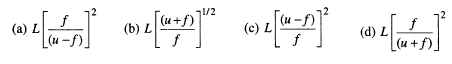 (a) L[f/(u−f)]² (b) L[(u+f)/f]^{1/2} (c) L[(u−f)/f]² (d) L[f/(u+f)]²